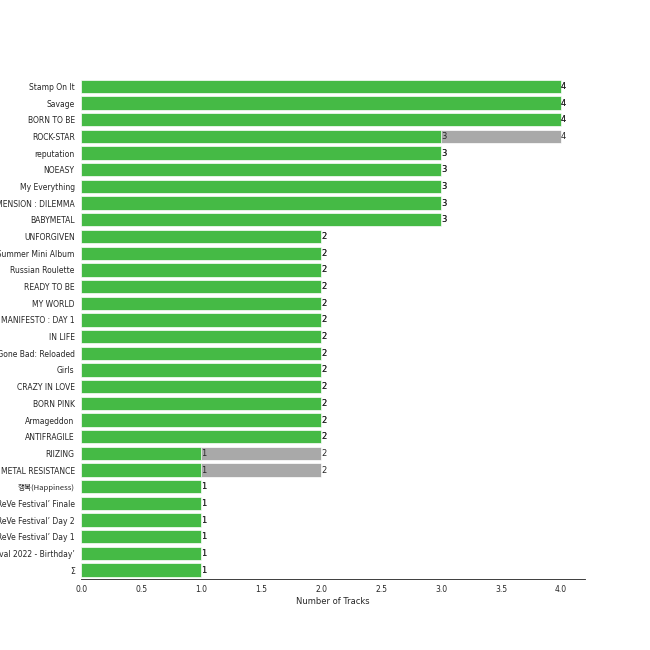 Stamp On It 4
Savage 4
BORN TO BE 4
ROCK-STAR 3 4
reputation 3
NOEASY 3
My Everything 3
MENSION : DILEMMA 3
BABYMETAL 3
UNFORGIVEN 2
Summer Mini Album 2
Russian Roulette 2
READY TO BE 2
MY WORLD 2
MANIFESTO : DAY 1 2
IN LIFE 2
Gone Bad: Reloaded 2
Girls 2
CRAZY IN LOVE 2
BORN PINK 2
Armageddon 2
ANTIFRAGILE 2
RIIZING 1 2
METAL RESISTANCE 1 2
행복(Happiness) 1
ReVe Festival' Finale 1
ReVe Festival' Day 2 1
ReVe Festival' Day 1 1
val 2022 - Birthday' 1
Σ 1
0.0 0.5 1.0 1.5 2.0 2.5 3.0 3.5 4.0
Number of Tracks